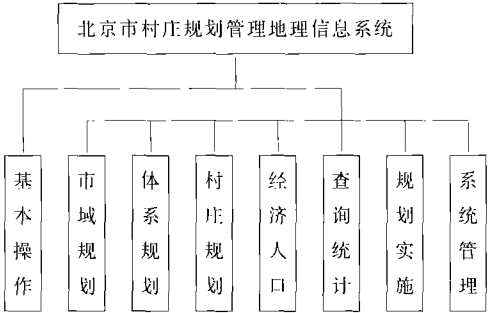 北京市村庄规划管理地理信息系统
基本操作
市域规划
体系规划
村庄规划
经济人口
查询统计
规划实施
系统管理